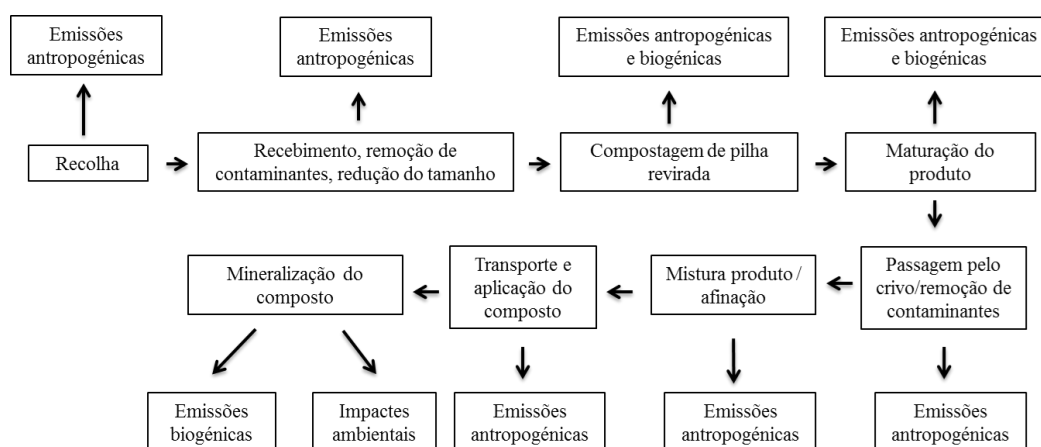 Emissões
antropogénicas
Emissões
antropogénicas
Emissões antropogénicas
e biogénicas
Emissões antropogénicas
e biogénicas
Recolha
Recebimento, remoção de
contaminantes, redução do tamanho
Compostagem de pilha
revirada
Maturação do
produto
Mineralização do
composto
Transporte e
aplicação do
composto
Mistura produto /
afinação
Passagem pelo
crivo/remoção de
contaminantes
Emissões
biogénicas
Impactes
ambientais
Emissões
antropogénicas
Emissões
antropogénicas
Emissões
antropogénicas